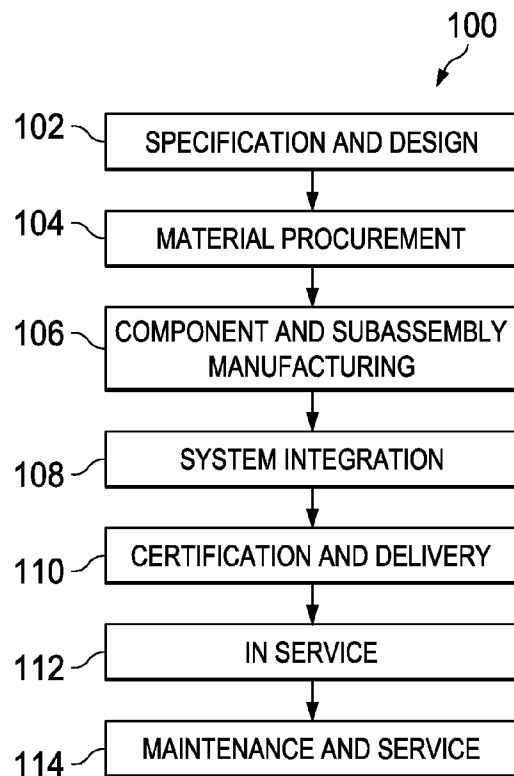 100
102
SPECIFICATION AND DESIGN
104
MATERIAL PROCUREMENT
106
COMPONENT AND SUBASSEMBLY
MANUFACTURING
108
SYSTEM INTEGRATION
110
CERTIFICATION AND DELIVERY
112
IN SERVICE
114
MAINTENANCE AND SERVICE